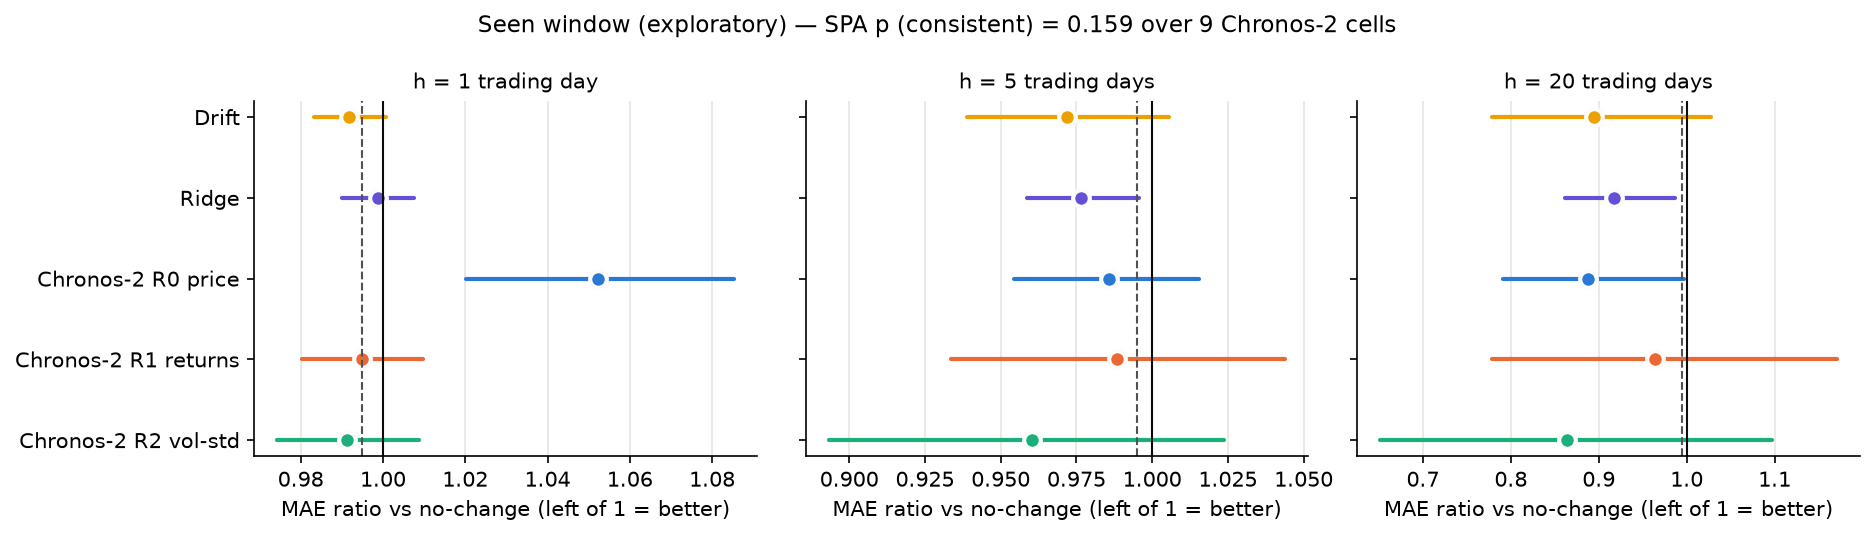 Seen window (exploratory) — SPA p (consistent) = 0.159 over 9 Chronos-2 cells
h = 1 trading day
h = 5 trading days
h = 20 trading days
Drift
Ridge
Chronos-2 R0 price
Chronos-2 R1 returns
Chronos-2 R2 vol-std
0.98 1.00 1.02 1.04 1.06 1.08
0.900 0.925 0.950 0.975 1.000 1.025 1.050
0.7 0.8 0.9 1.0 1.1
MAE ratio vs no-change (left of 1 = better)
MAE ratio vs no-change (left of 1 = better)
MAE ratio vs no-change (left of 1 = better)